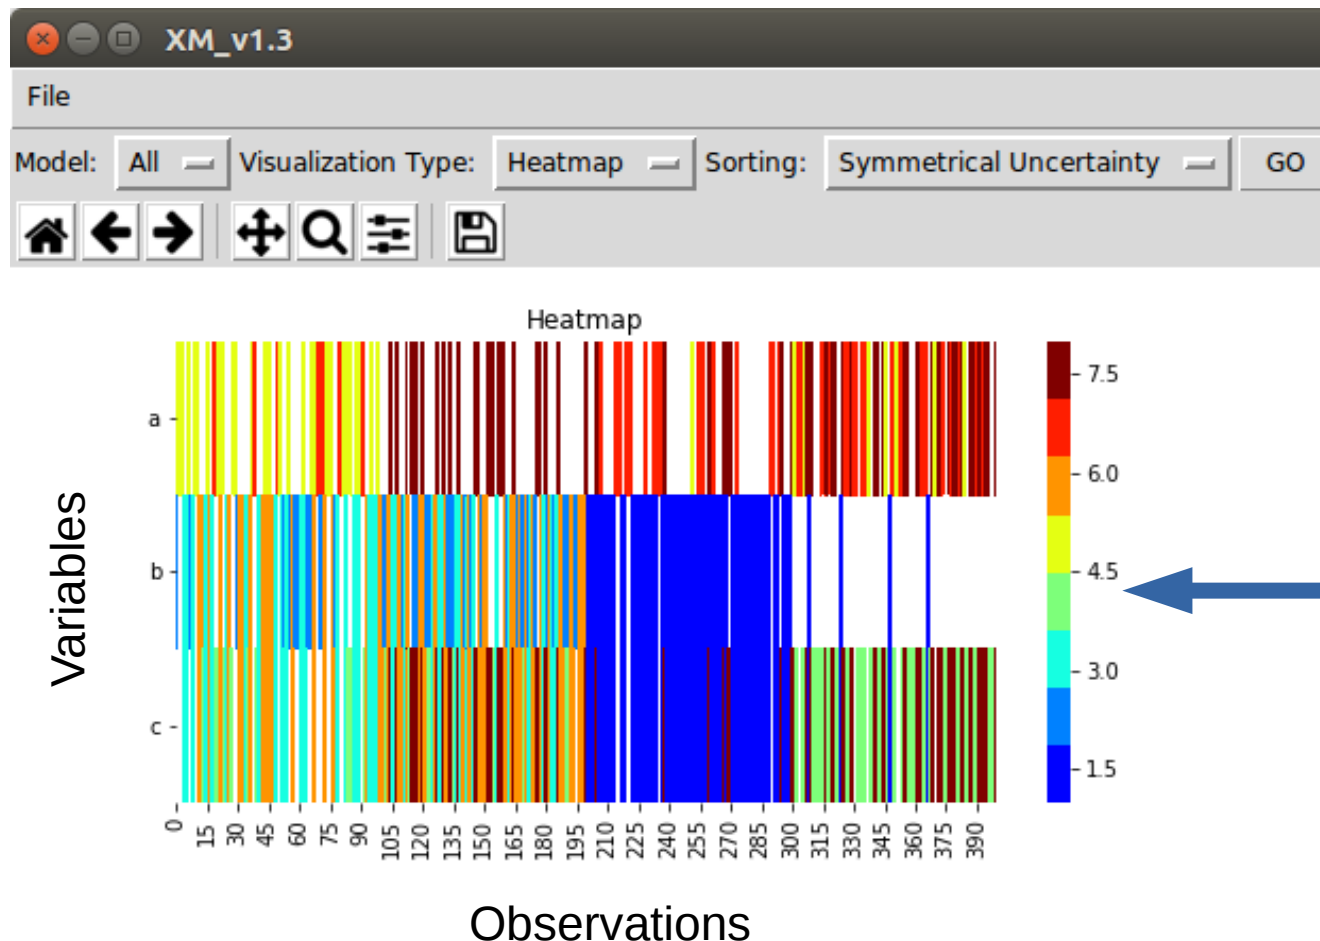 XM_v1.3
File
Model: All Visualization Type: Heatmap Sorting: Symmetrical Uncertainty GO
Heatmap
a
b
c
Variables
7.5
6.0
4.5
3.0
1.5
0 15 30 45 60 75 90 105 120 135 150 165 180 195 210 225 240 255 270 285 300 315 330 345 360 375 390
Observations